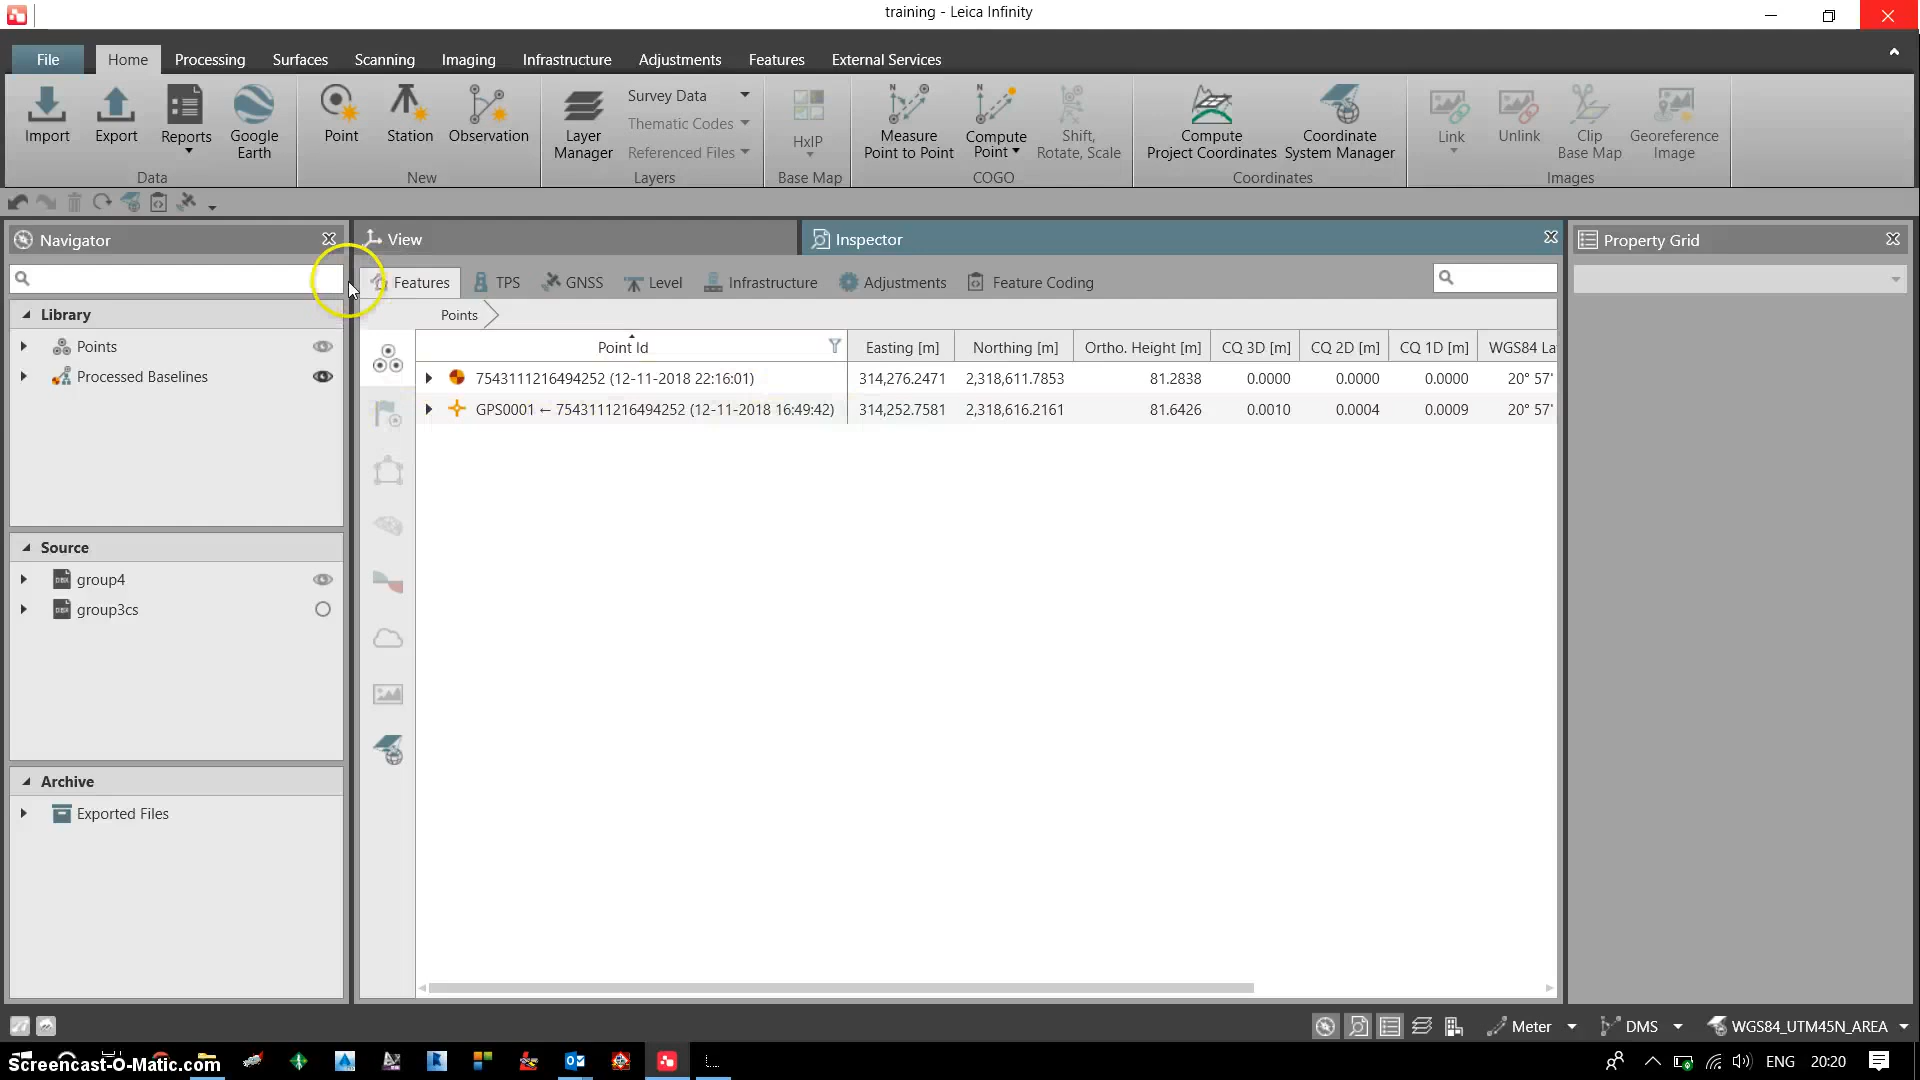 training - Leica Infinity
File Home Processing Surfaces Scanning Imaging Infrastructure Adjustments Features External Services
Import
Export
Reports
Google
Earth
Data
Point
Station
Observation
New
Layer
Manager
Survey Data
Thematic Codes
Referenced Files
Layers
HxIP
Base Map
Measure
Point to Point
Compute
Point
Shift,
Rotate, Scale
COGO
Compute
Project Coordinates
Coordinate
System Manager
Coordinates
Link
Unlink
Clip
Base Map
Georeference
Image
Images
Navigator
Library
Points
Processed Baselines
Source
group4
group3cs
Archive
Exported Files
View
Inspector
Features TPS GNSS Level Infrastructure Adjustments Feature Coding
Points
Point Id Easting [m] Northing [m] Ortho. Height [m] CQ 3D [m] CQ 2D [m] CQ 1D [m] WGS84 La
7543111216494252 (12-11-2018 22:16:01) 314,276.2471 2,318,611.7853 81.2838 0.0000 0.0000 0.0000 20° 57'
GPS0001 ← 7543111216494252 (12-11-2018 16:49:42) 314,252.7581 2,318,616.2161 81.6426 0.0010 0.0004 0.0009 20° 57'
Property Grid
Meter DMS WGS84_UTM45N_AREA
Screencast-O-Matic.com
ENG 20:20